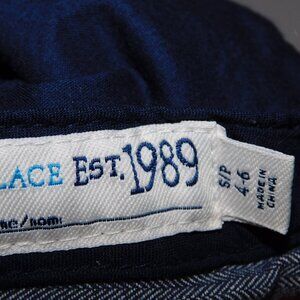 LACE EST. 1989
me/nom:
S/P
4-6
MADE IN
CHINA